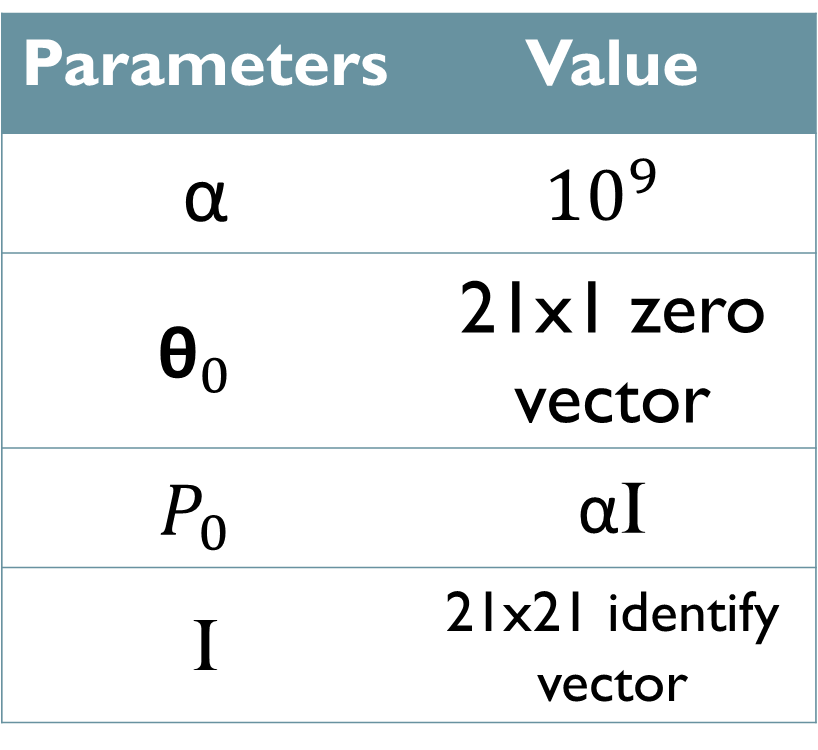 Parameters Value
α 10⁹
θ₀ 21x1 zero
vector
P₀ αI
I 21x21 identify
vector